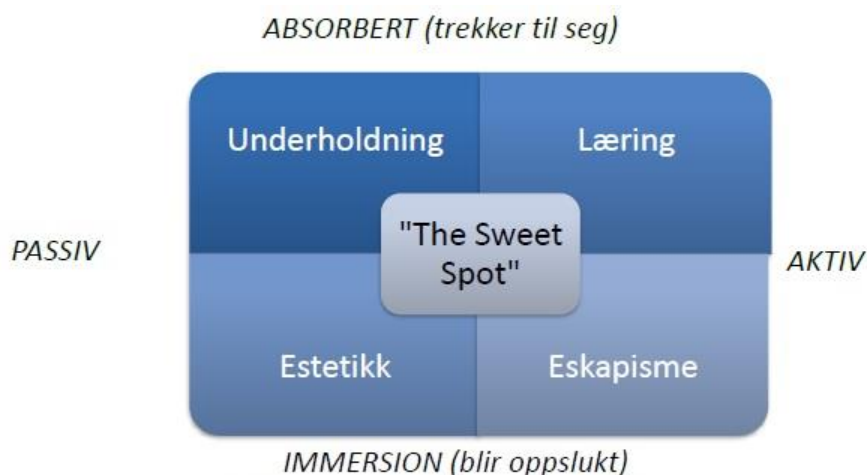 ABSORBERT (trekker til seg)
Underholdning
Læring
PASSIV
"The Sweet
Spot"
AKTIV
Estetikk
Eskapisme
IMMERSION (blir oppslukt)